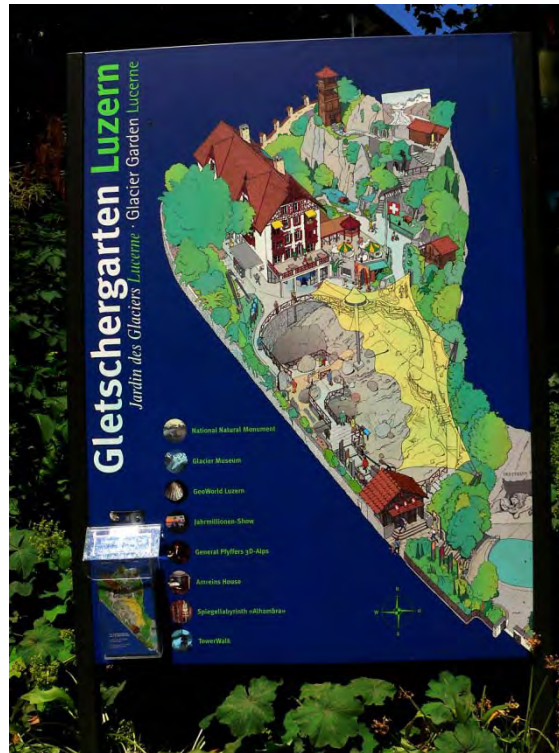 Gletschergarten Luzern
Jardin des Glaciers Lucerne · Glacier Garden Lucerne
National Natural Monument
Glacier Museum
GeoWorld Luzern
Jahrmillionen-Show
General Pfyffers 3D-Alps
Amreins House
Spiegellabyrinth «Alhambra»
TowerWalk